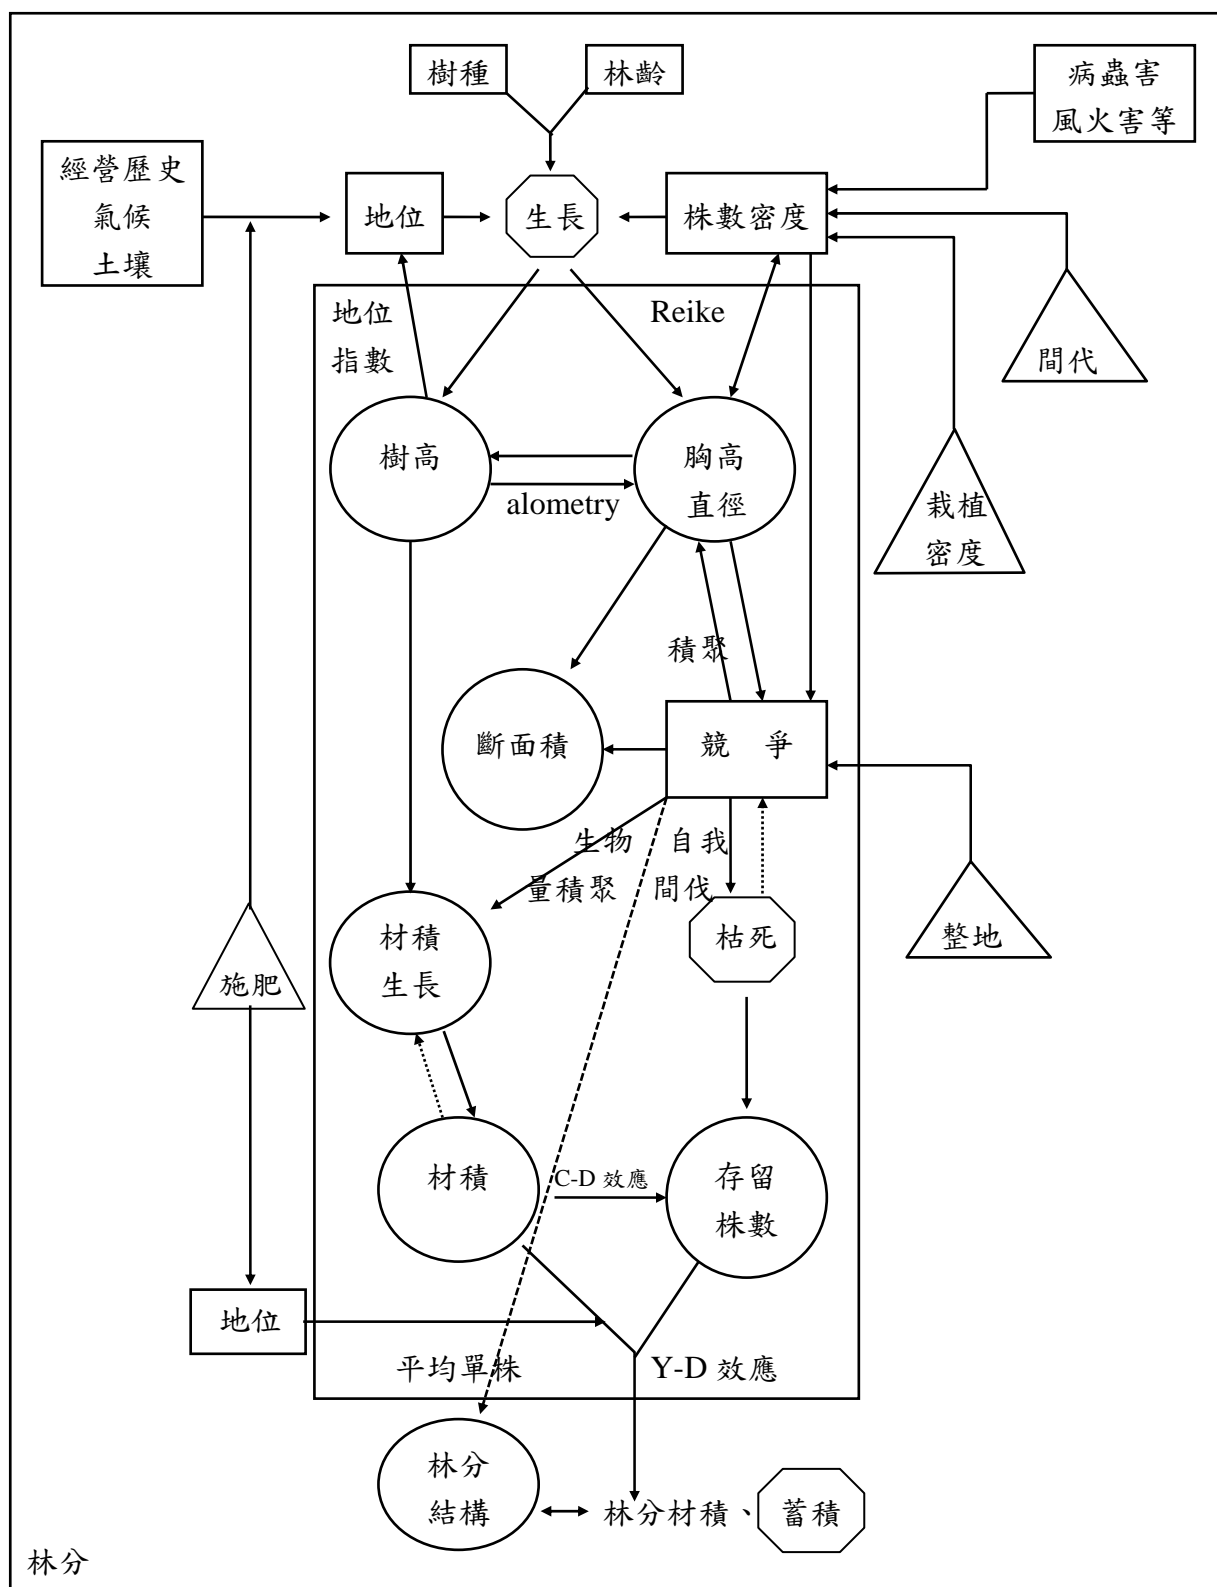 樹種
林齡
病蟲害
風火害等
經營歷史
氣候
土壤
地位
生長
株數密度
地位
指數
Reike
間代
樹高
胸高
直徑
alometry
栽植
密度
積聚
斷面積
競　爭
生物
量積聚
自我
間伐
材積
生長
枯死
整地
施肥
材積
C-D 效應
存留
株數
地位
平均單株
Y-D 效應
林分
結構
林分材積、
蓄積
林分